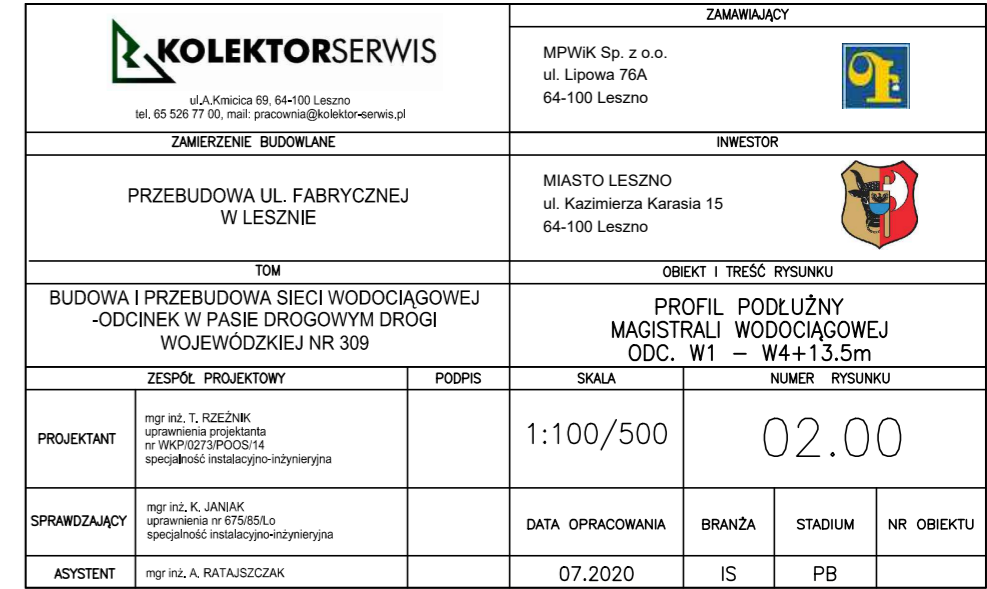 KOLEKTORSERWIS
ul.A.Kmicica 69, 64-100 Leszno
tel. 65 526 77 00, mail: pracownia@kolektor-serwis.pl
ZAMAWIAJĄCY
MPWiK Sp. z o.o.
ul. Lipowa 76A
64-100 Leszno
ZAMIERZENIE BUDOWLANE
PRZEBUDOWA UL. FABRYCZNEJ
W LESZNIE
INWESTOR
MIASTO LESZNO
ul. Kazimierza Karasia 15
64-100 Leszno
TOM
BUDOWA I PRZEBUDOWA SIECI WODOCIĄGOWEJ
-ODCINEK W PASIE DROGOWYM DROGI
WOJEWÓDZKIEJ NR 309
OBIEKT I TREŚĆ RYSUNKU
PROFIL PODŁUŻNY
MAGISTRALI WODOCIĄGOWEJ
ODC. W1 – W4+13.5m
ZESPÓŁ PROJEKTOWY
PODPIS
SKALA
NUMER RYSUNKU
PROJEKTANT
mgr inż. T. RZEŹNIK
uprawnienia projektanta
nr WKP/0273/POOS/14
specjalność instalacyjno-inżynieryjna
1:100/500
02.00
SPRAWDZAJĄCY
mgr inż. K. JANIAK
uprawnienia nr 675/85/Lo
specjalność instalacyjno-inżynieryjna
DATA OPRACOWANIA
BRANŻA
STADIUM
NR OBIEKTU
ASYSTENT
mgr inż. A. RATAJSZCZAK
07.2020
IS
PB